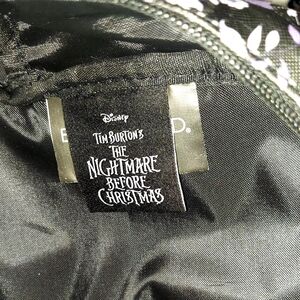 Disney
TIM BURTON'S
THE
NIGHTMARE
BEFORE
CHRISTMAS